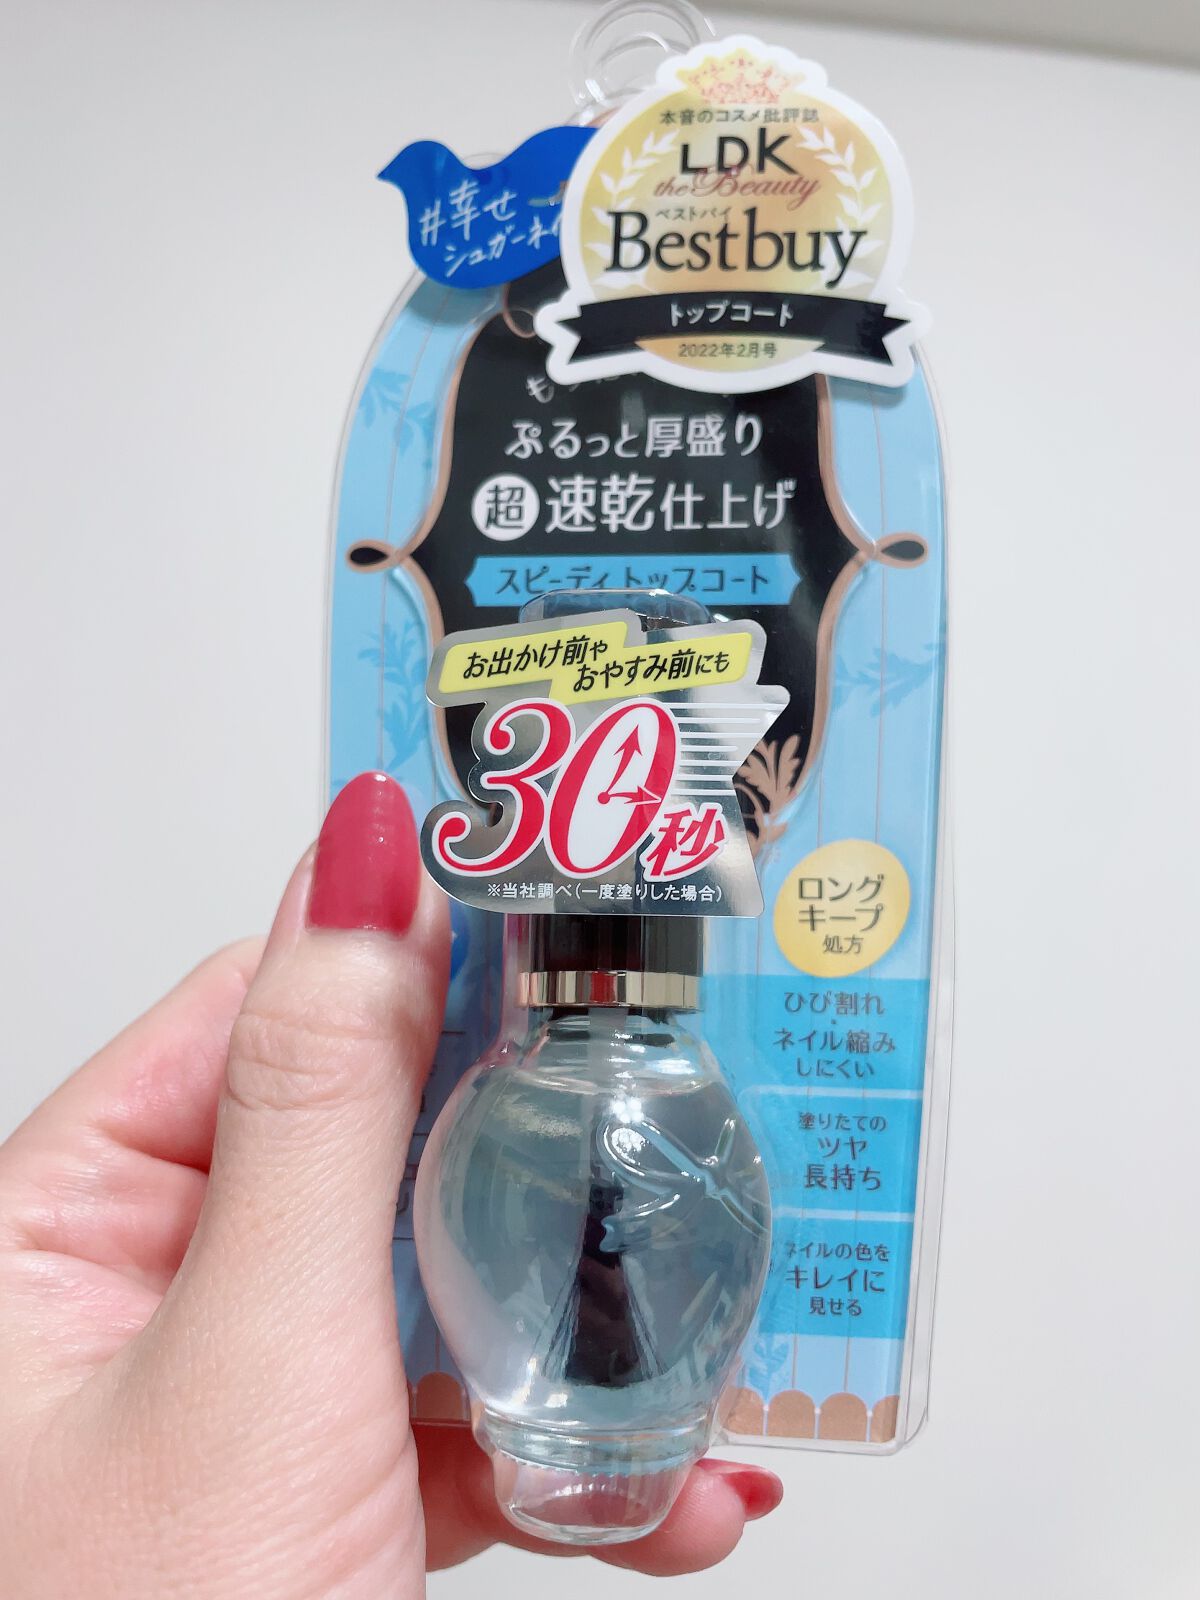 本音のコスメ批評誌
LDK
the Beauty
ベストバイ
Bestbuy
トップコート
2022年2月号
#幸せ
シュガーネイ
ぷるっと厚盛り
超速乾仕上げ
スピーディトップコート
お出かけ前や
おやすみ前にも
30秒
※当社調べ(一度塗りした場合)
ロング
キープ
処方
ひび割れ
・
ネイル縮み
しにくい
塗りたての
ツヤ
長持ち
ネイルの色を
キレイに
見せる